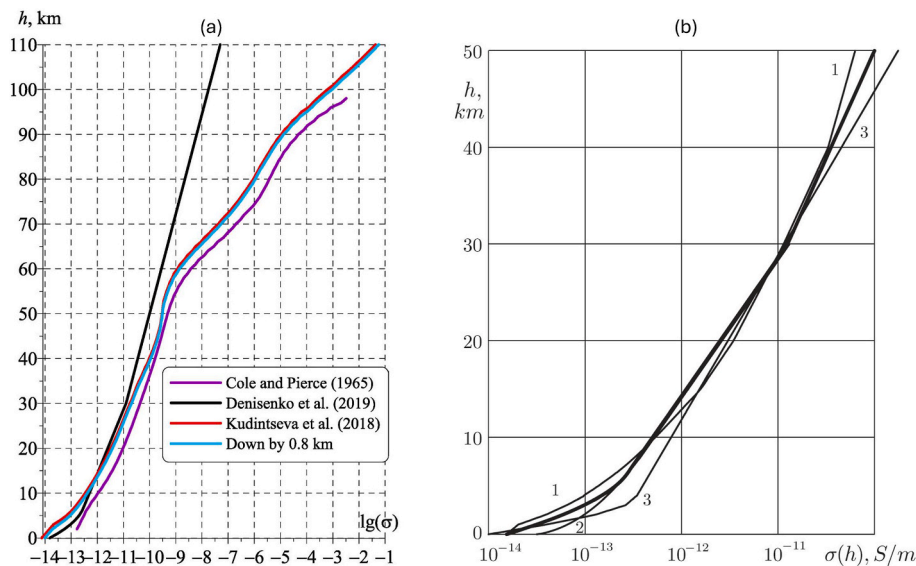 (a)
h, km
110
100
90
80
70
60
50
40
30
20
10
0
Cole and Pierce (1965)
Denisenko et al. (2019)
Kudintseva et al. (2018)
Down by 0.8 km
lg(σ)
−14 −13 −12 −11 −10 −9 −8 −7 −6 −5 −4 −3 −2 −1
(b)
50
h,
km
40
30
20
10
0
1
3
1
2
3
10⁻¹⁴ 10⁻¹³ 10⁻¹² 10⁻¹¹ σ(h), S/m